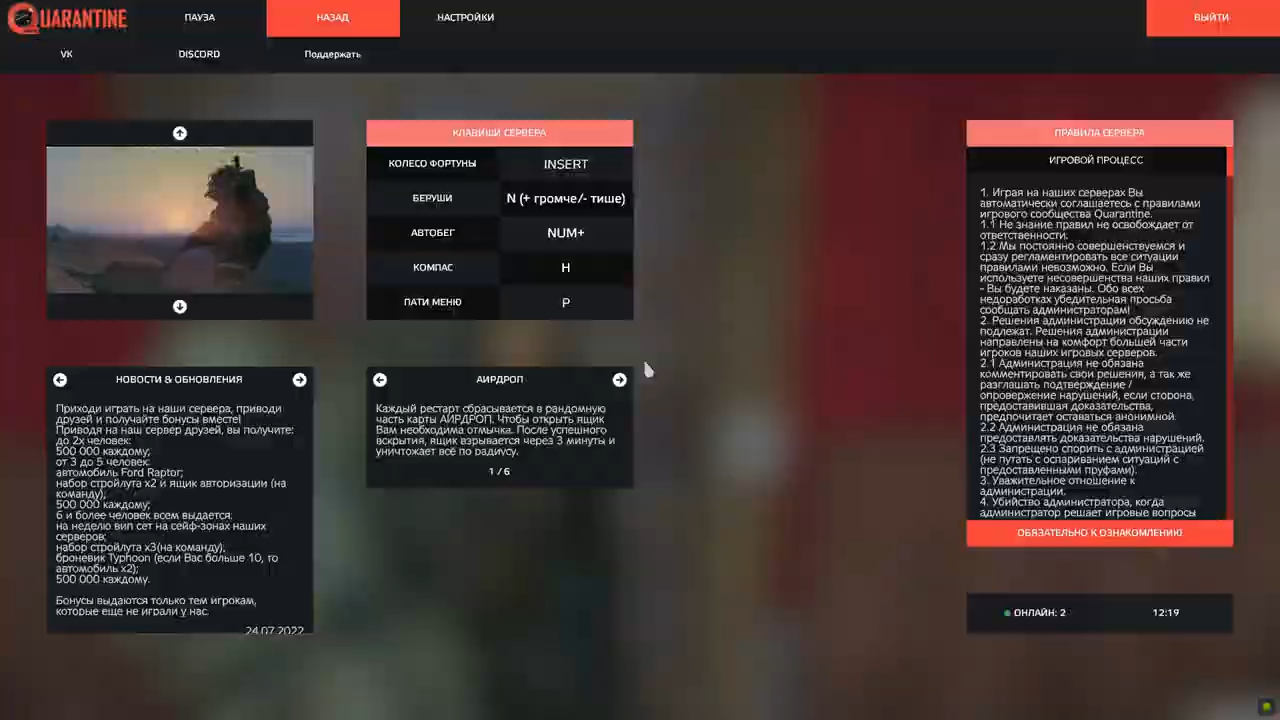 QUARANTINE
ПАУЗА
НАЗАД
НАСТРОЙКИ
ВЫЙТИ
VK
DISCORD
Поддержать
КЛАВИШИ СЕРВЕРА
КОЛЕСО ФОРТУНЫ
INSERT
БЕРУШИ
N (+ громче/- тише)
АВТОБЕГ
NUM+
КОМПАС
H
ПАТИ МЕНЮ
P
НОВОСТИ & ОБНОВЛЕНИЯ
Приходи играть на наши сервера, приводи
друзей и получайте бонусы вместе!
Приводя на наш сервер друзей, вы получите:
до 2х человек:
500 000 каждому;
от 3 до 5 человек:
автомобиль Ford Raptor;
набор стройлута х2 и ящик авторизации (на
команду);
500 000 каждому;
6 и более человек всем выдается:
на неделю вип сет на сейф-зонах наших
серверов;
набор стройлута х3(на команду);
броневик Typhoon (если Вас больше 10, то
автомобиль х2);
500 000 каждому.
Бонусы выдаются только тем игрокам,
которые еще не играли у нас.
24.07.2022
АИРДРОП
Каждый рестарт сбрасывается в рандомную
часть карты АИРДРОП. Чтобы открыть ящик
Вам необходима отмычка. После успешного
вскрытия, ящик взрывается через 3 минуты и
уничтожает всё по радиусу.
1 / 6
ПРАВИЛА СЕРВЕРА
ИГРОВОЙ ПРОЦЕСС
1. Играя на наших серверах Вы
автоматически соглашаетесь с правилами
игрового сообщества Quarantine.
1.1 Не знание правил не освобождает от
ответственности.
1.2 Мы постоянно совершенствуемся и
сразу регламентировать все ситуации
правилами невозможно. Если Вы
используете несовершенства наших правил
- Вы будете наказаны. Обо всех
недоработках убедительная просьба
сообщать администраторам!
2. Решения администрации обсуждению не
подлежат. Решения администрации
направлены на комфорт большей части
игроков наших игровых серверов.
2.1 Администрация не обязана
комментировать свои решения, а так же
разглашать подтверждение /
опровержение нарушений, если сторона,
предоставившая доказательства,
предпочитает оставаться анонимной.
2.2 Администрация не обязана
предоставлять доказательства нарушений.
2.3 Запрещено спорить с администрацией
(не путать с оспариванием ситуаций с
предоставленными пруфами).
3. Уважительное отношение к
администрации.
4. Убийство администратора, когда
администратор решает игровые вопросы
ОБЯЗАТЕЛЬНО К ОЗНАКОМЛЕНИЮ
ОНЛАЙН: 2
12:19